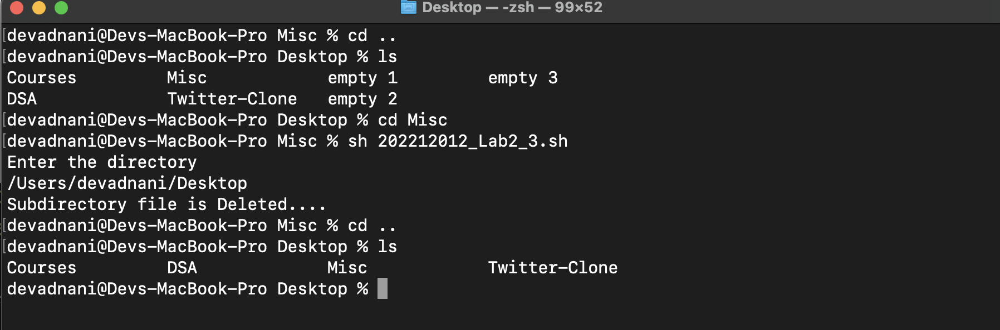 Desktop — -zsh — 99×52
devadnani@Devs-MacBook-Pro Misc % cd ..
devadnani@Devs-MacBook-Pro Desktop % ls
Courses Misc empty 1 empty 3
DSA Twitter-Clone empty 2
devadnani@Devs-MacBook-Pro Desktop % cd Misc
devadnani@Devs-MacBook-Pro Misc % sh 202212012_Lab2_3.sh
Enter the directory
/Users/devadnani/Desktop
Subdirectory file is Deleted....
devadnani@Devs-MacBook-Pro Misc % cd ..
devadnani@Devs-MacBook-Pro Desktop % ls
Courses DSA Misc Twitter-Clone
devadnani@Devs-MacBook-Pro Desktop %